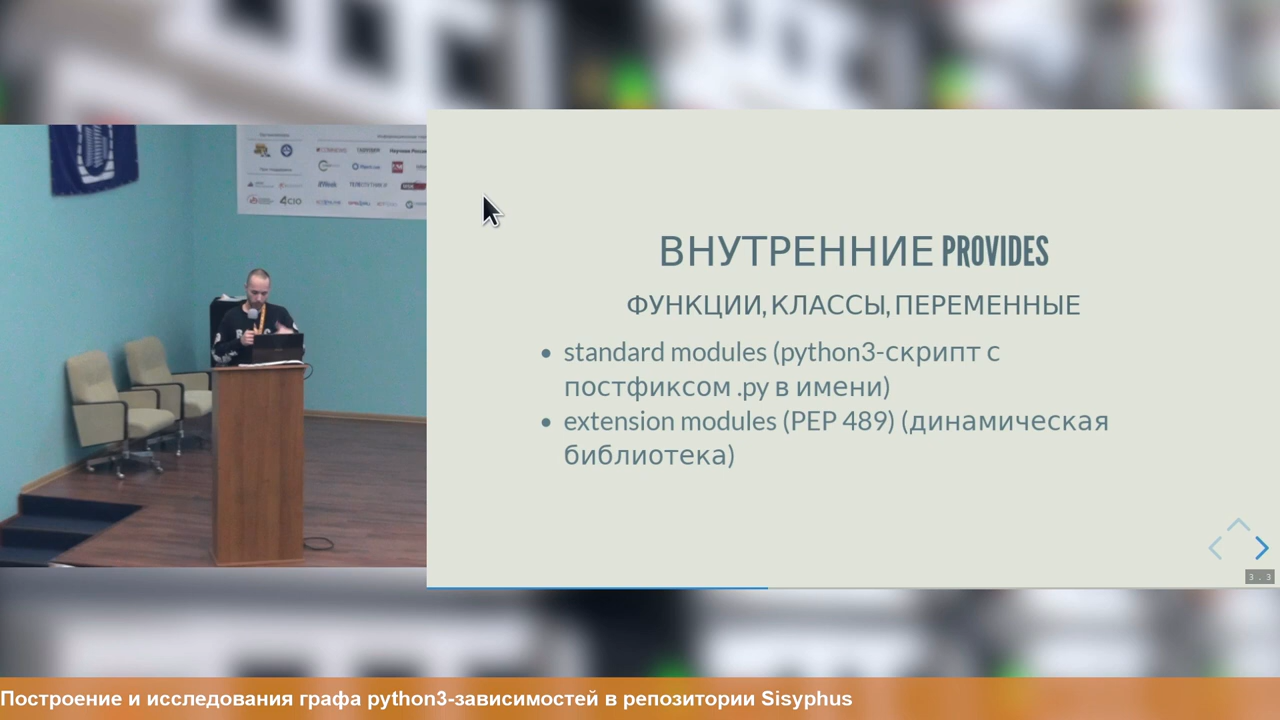 ВНУТРЕННИЕ PROVIDES
ФУНКЦИИ, КЛАССЫ, ПЕРЕМЕННЫЕ
• standard modules (python3-скрипт с
постфиксом .py в имени)
• extension modules (PEP 489) (динамическая
библиотека)
3.3
4CIO
Построение и исследования графа python3-зависимостей в репозитории Sisyphus